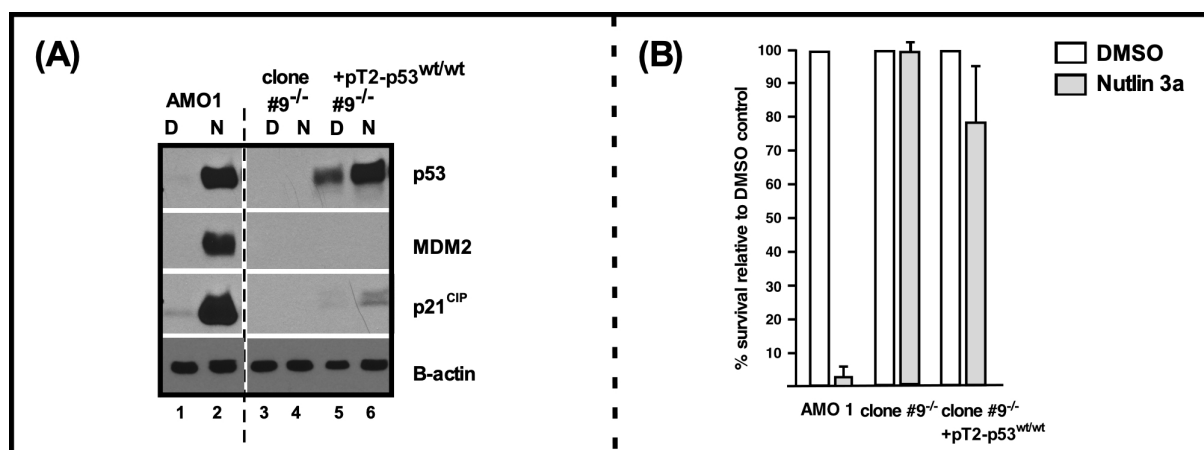 (A)
clone +pT2-p53wt/wt
AMO1 #9-/- #9-/-
D N D N D N
p53
MDM2
p21CIP
B-actin
1 2 3 4 5 6
(B)
DMSO
Nutlin 3a
% survival relative to DMSO control
100
90
80
70
60
50
40
30
20
10
AMO 1 clone #9-/- clone #9-/-
+pT2-p53wt/wt